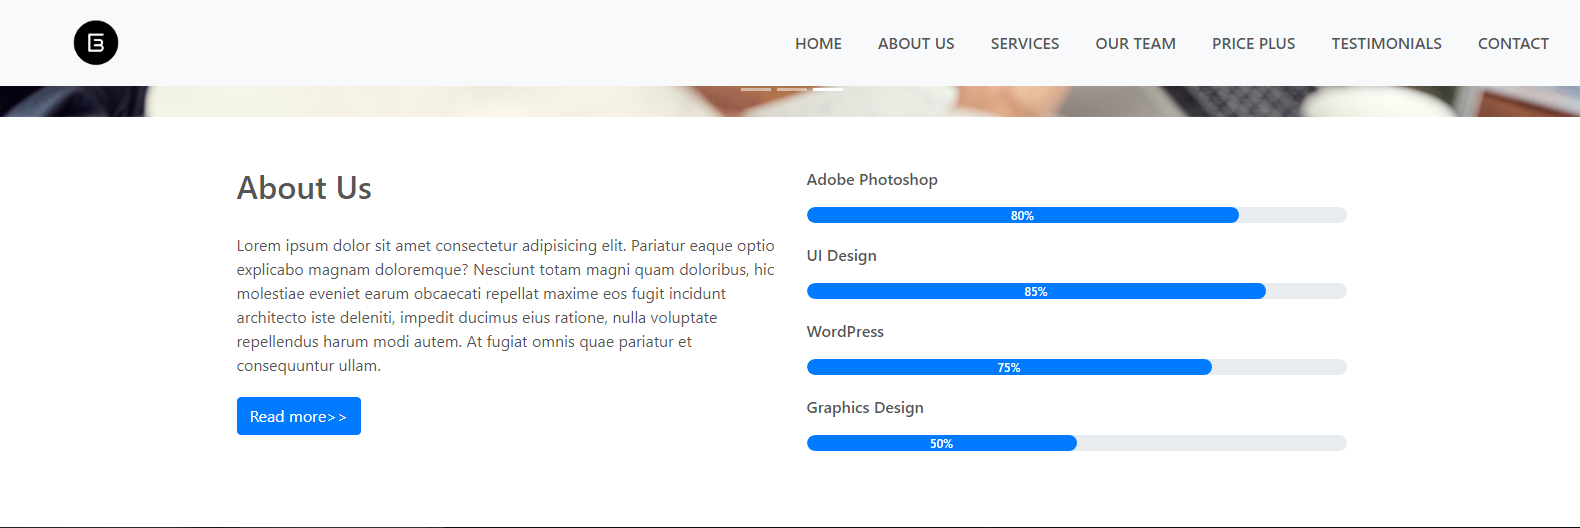 HOME ABOUT US SERVICES OUR TEAM PRICE PLUS TESTIMONIALS CONTACT
About Us
Lorem ipsum dolor sit amet consectetur adipisicing elit. Pariatur eaque optio
explicabo magnam doloremque? Nesciunt totam magni quam doloribus, hic
molestiae eveniet earum obcaecati repellat maxime eos fugit incidunt
architecto iste deleniti, impedit ducimus eius ratione, nulla voluptate
repellendus harum modi autem. At fugiat omnis quae pariatur et
consequuntur ullam.
Read more>>
Adobe Photoshop
80%
UI Design
85%
WordPress
75%
Graphics Design
50%